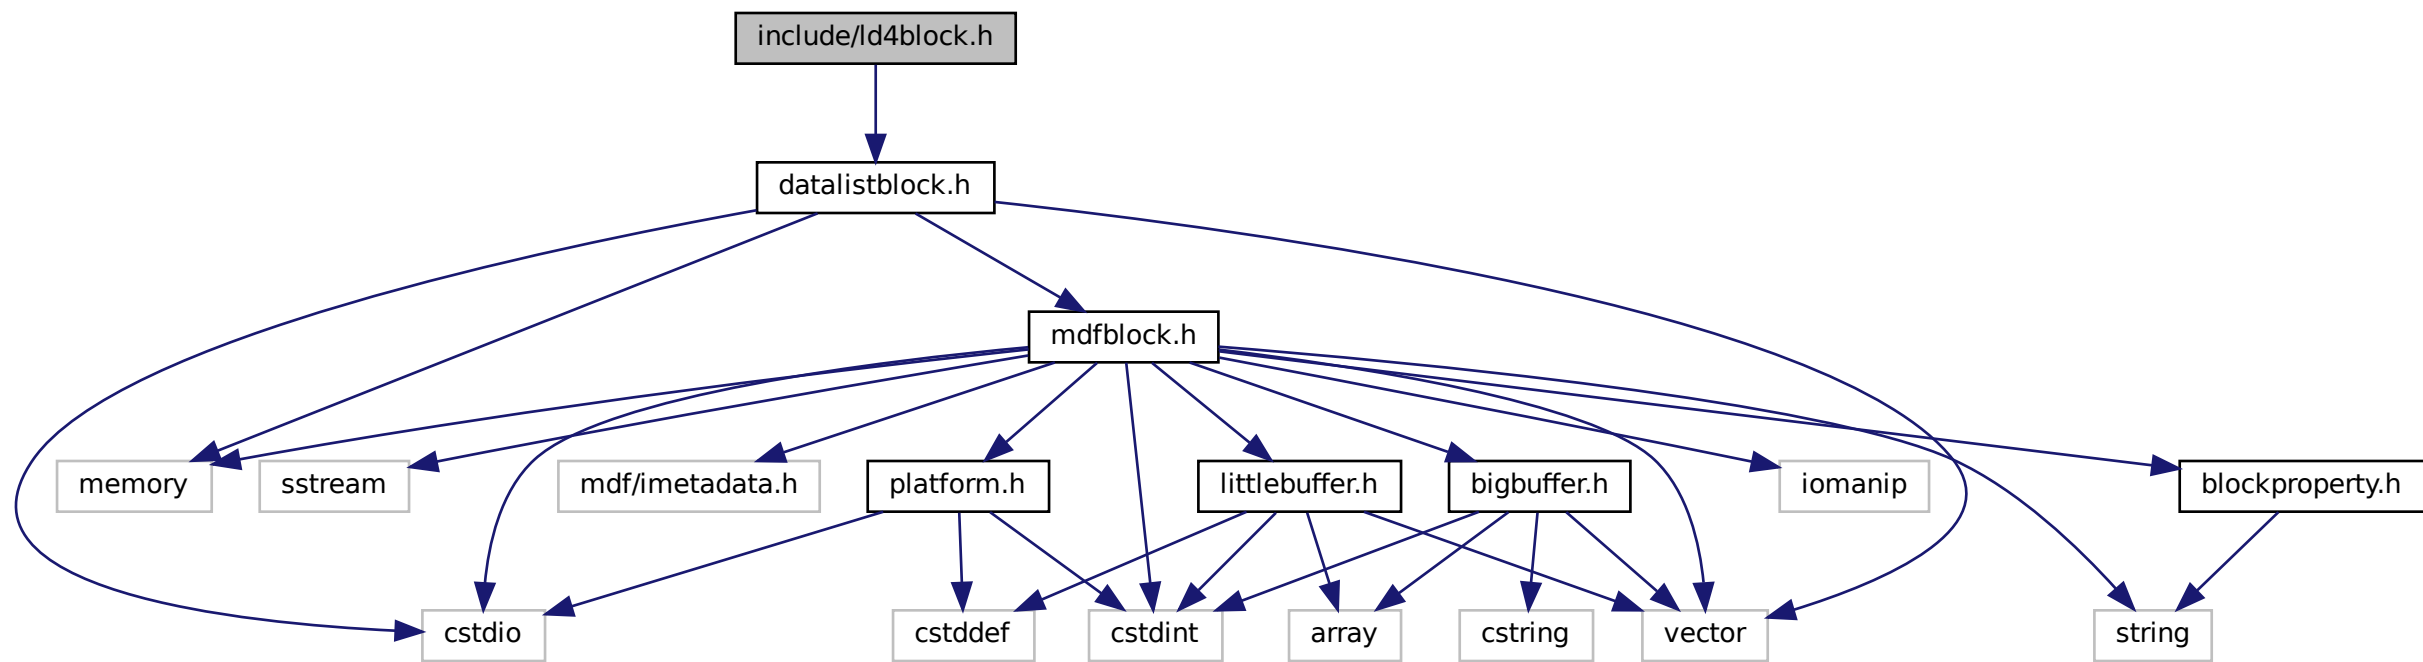 include/ld4block.h
datalistblock.h
mdfblock.h
memory
sstream
mdf/imetadata.h
platform.h
littlebuffer.h
bigbuffer.h
iomanip
blockproperty.h
cstdio
cstddef
cstdint
array
cstring
vector
string